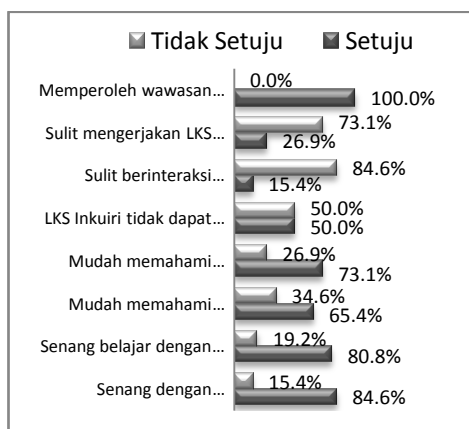 Tidak Setuju Setuju
Memperoleh wawasan… 0.0%
100.0%
Sulit mengerjakan LKS… 73.1%
26.9%
Sulit berinteraksi… 84.6%
15.4%
LKS Inkuiri tidak dapat… 50.0%
50.0%
Mudah memahami… 26.9%
73.1%
Mudah memahami… 34.6%
65.4%
Senang belajar dengan… 19.2%
80.8%
Senang dengan… 15.4%
84.6%